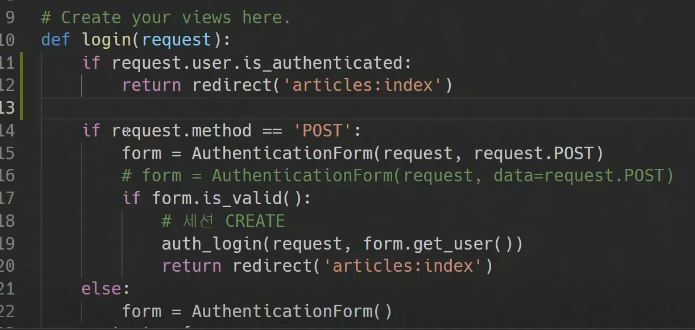 9 # Create your views here.
10 def login(request):
11 if request.user.is_authenticated:
12 return redirect('articles:index')
13
14 if request.method == 'POST':
15 form = AuthenticationForm(request, request.POST)
16 # form = AuthenticationForm(request, data=request.POST)
17 if form.is_valid():
18 # 세션 CREATE
19 auth_login(request, form.get_user())
20 return redirect('articles:index')
21 else:
22 form = AuthenticationForm()